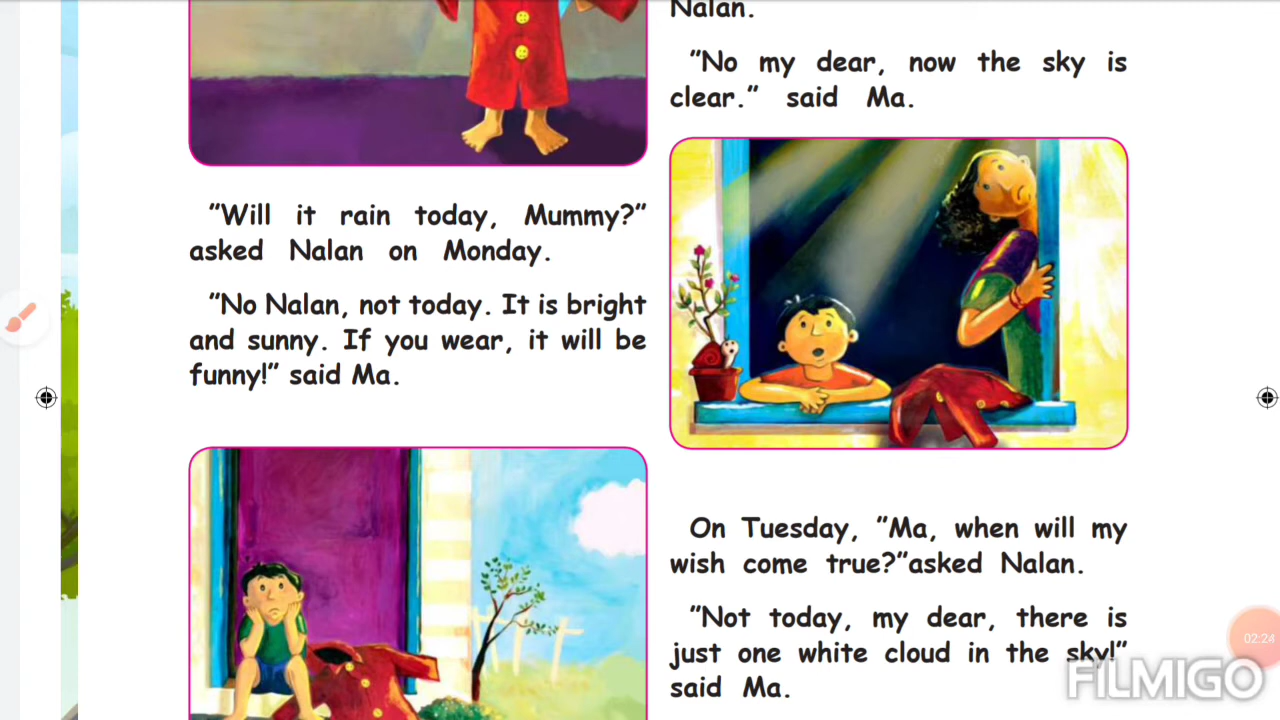 "Will it rain today, Mummy?"
asked Nalan on Monday.
"No Nalan, not today. It is bright
and sunny. If you wear, it will be
funny!" said Ma.
Nalan.
"No my dear, now the sky is
clear." said Ma.
On Tuesday, "Ma, when will my
wish come true?"asked Nalan.
"Not today, my dear, there is
just one white cloud in the sky!"
said Ma.
02:24
FILMIGO